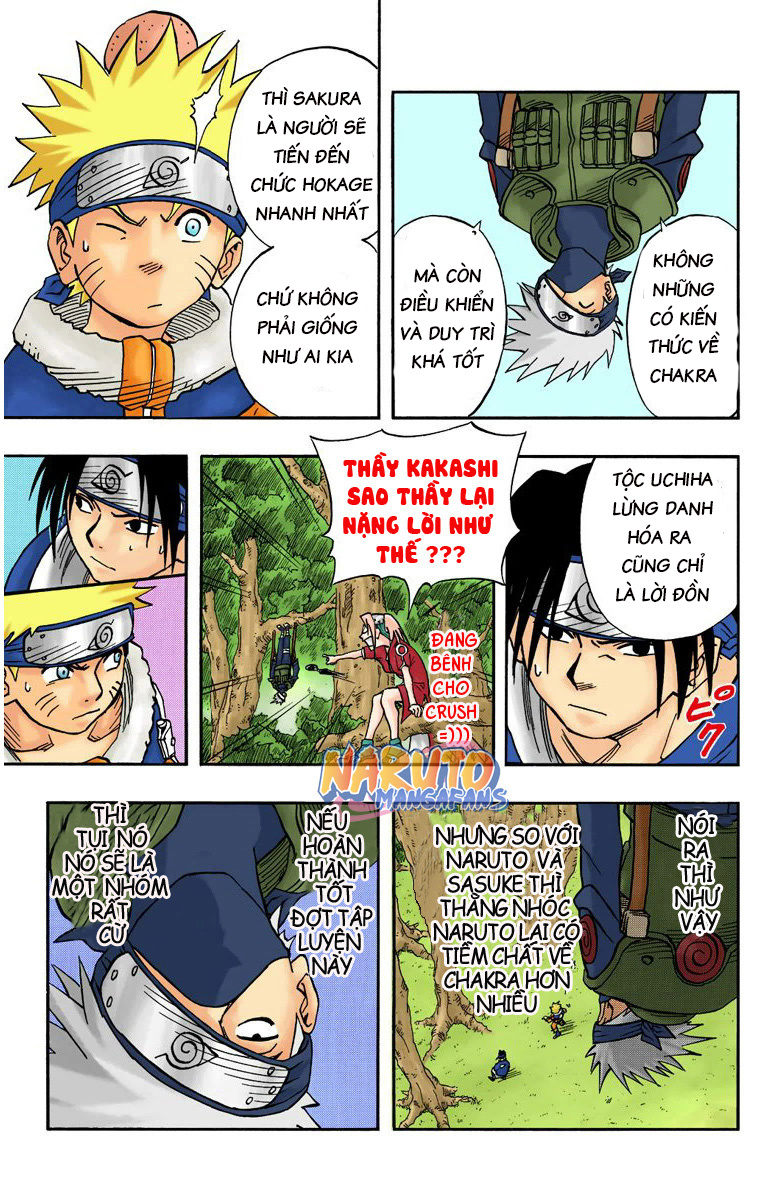 KHÔNG
NHỮNG
CÓ KIẾN
THỨC VỀ
CHAKRA
MÀ CÒN
ĐIỀU KHIỂN
VÀ DUY TRÌ
KHÁ TỐT
THÌ SAKURA
LÀ NGƯỜI SẼ
TIẾN ĐẾN
CHỨC HOKAGE
NHANH NHẤT
CHỨ KHÔNG
PHẢI GIỐNG
NHƯ AI KIA
TỘC UCHIHA
LỪNG DANH
HÓA RA
CŨNG CHỈ
LÀ LỜI ĐỒN
ピク
THẦY KAKASHI
SAO THẦY LẠI
NẶNG LỜI NHƯ
THẾ ???
ĐANG
BÊNH
CHO
CRUSH
=)))
NARUTO
MANGAFANS
NÓI
RA THÌ
NHƯ
VẬY
NHƯNG SO VỚI
NARUTO VÀ
SASUKE THÌ
THẰNG NHÓC
NARUTO LẠI CÓ
TIỀM CHẤT VỀ
CHAKRA HƠN
NHIỀU
NẾU
HOÀN
THÀNH
TỐT
ĐỢT TẬP
LUYỆN
NÀY
THÌ
TỤI NÓ
NÓ SẼ LÀ
MỘT NHÓM
RẤT
CỪ